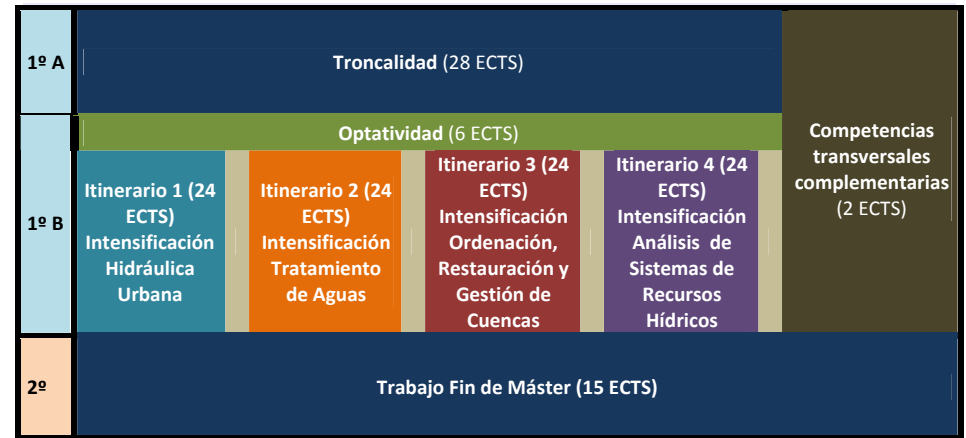 1º A
Troncalidad (28 ECTS)
1º B
Optatividad (6 ECTS)
Itinerario 1 (24
ECTS)
Intensificación
Hidráulica
Urbana
Itinerario 2 (24
ECTS)
Intensificación
Tratamiento
de Aguas
Itinerario 3 (24
ECTS)
Intensificación
Ordenación,
Restauración y
Gestión de
Cuencas
Itinerario 4 (24
ECTS)
Intensificación
Análisis de
Sistemas de
Recursos
Hídricos
Competencias
transversales
complementarias
(2 ECTS)
2º
Trabajo Fin de Máster (15 ECTS)